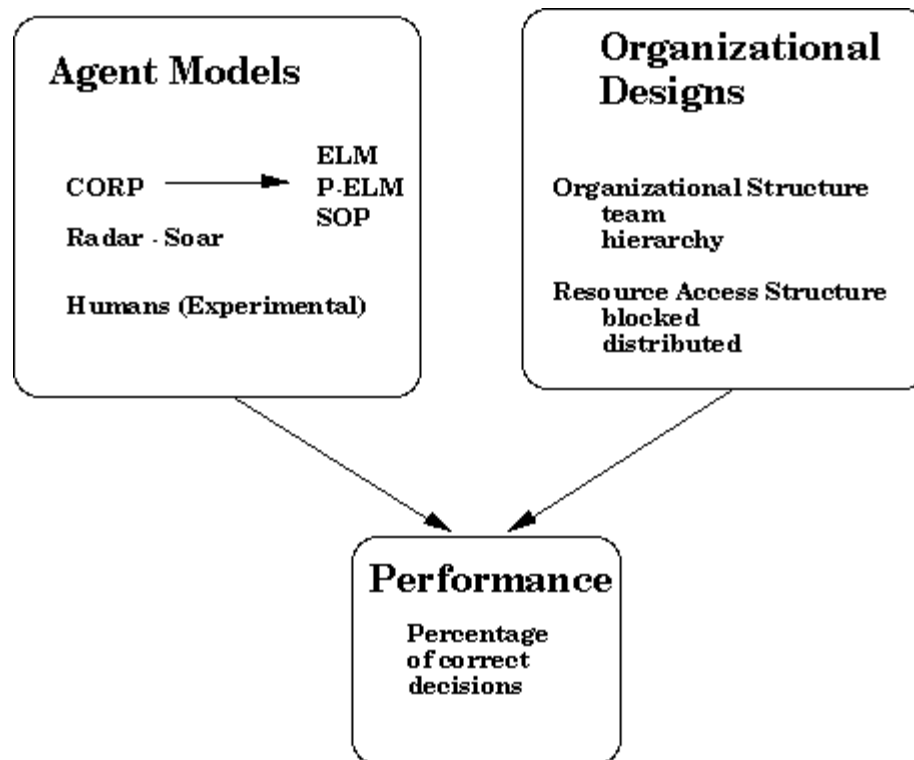 Agent Models
CORP
ELM
P-ELM
SOP
Radar - Soar
Humans (Experimental)
Organizational
Designs
Organizational Structure
team
hierarchy
Resource Access Structure
blocked
distributed
Performance
Percentage
of correct
decisions